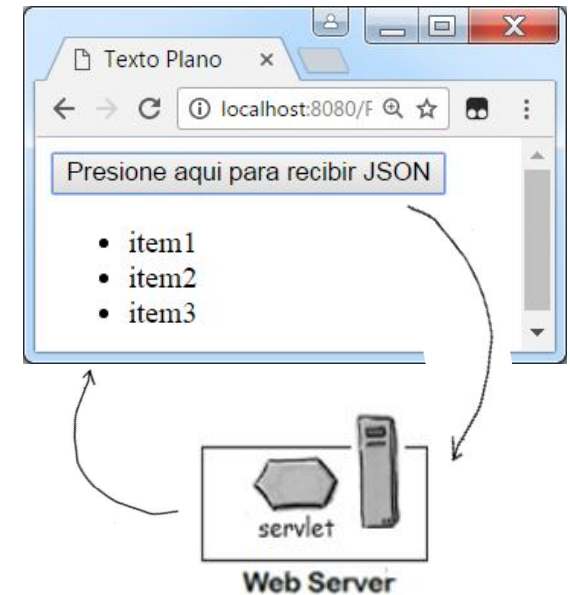 Texto Plano
localhost:8080/F
Presione aqui para recibir JSON
item1
item2
item3
servlet
Web Server